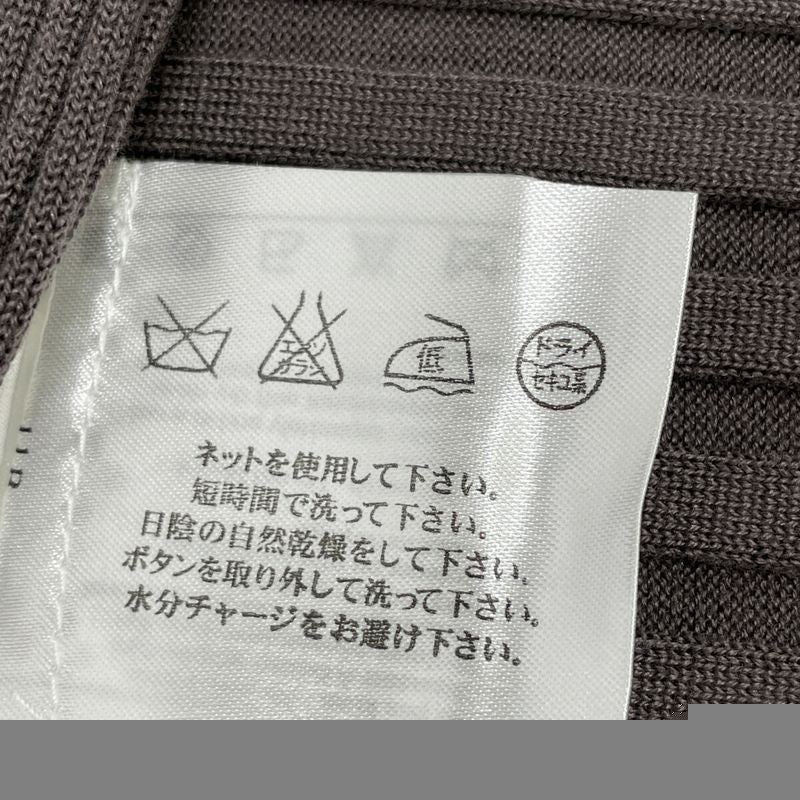 エンソ
サラシ
低
ドライ
セキユ系
ネットを使用して下さい。
短時間で洗って下さい。
日陰の自然乾燥をして下さい。
ボタンを取り外して洗って下さい。
水分チャージをお避け下さい。